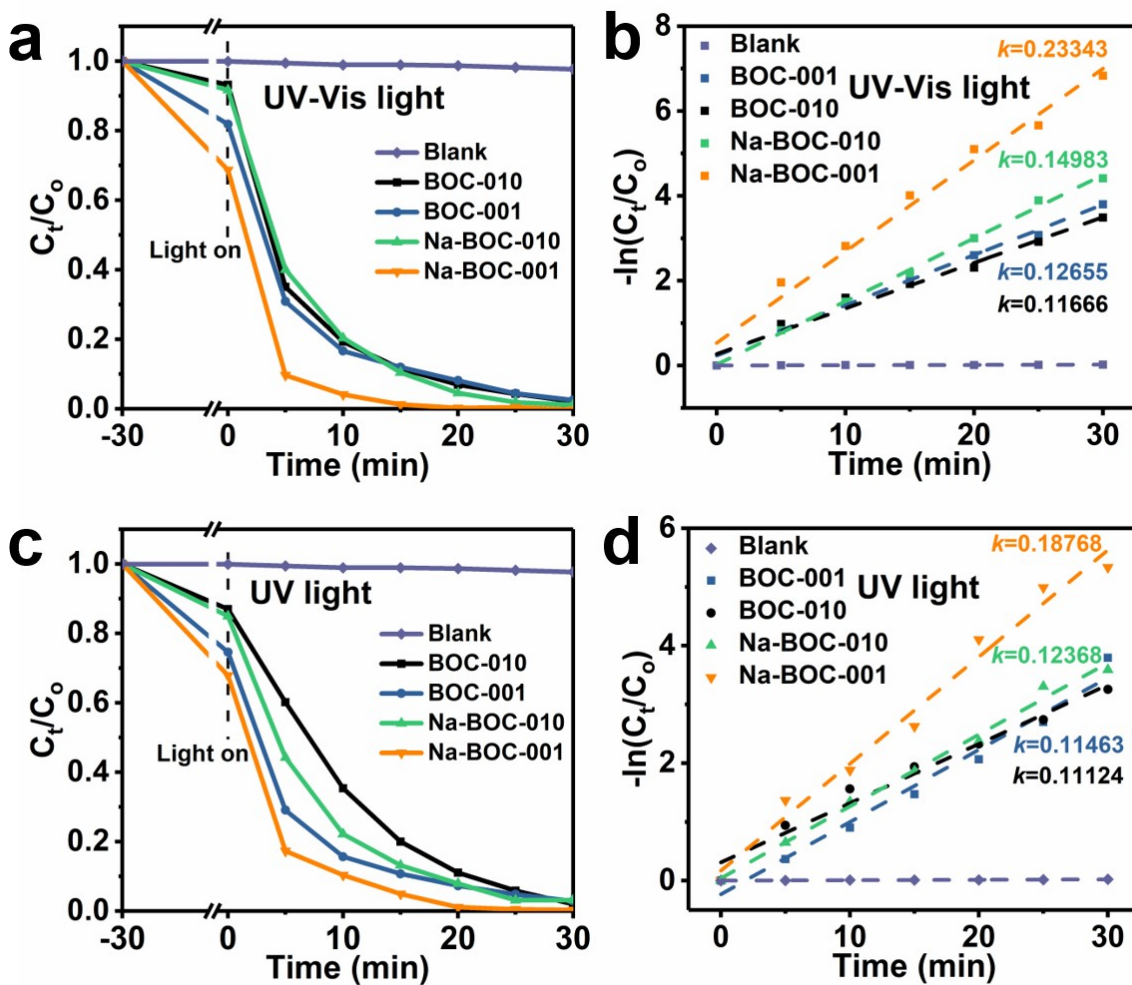 a
1.0
0.8
0.6
0.4
0.2
0.0
-30
0
10
20
30
Cₜ/Cₒ
Time (min)
UV-Vis light
Light on
Blank
BOC-010
BOC-001
Na-BOC-010
Na-BOC-001
b
8
6
4
2
0
0
10
20
30
-ln(Cₜ/Cₒ)
Time (min)
Blank
BOC-001
BOC-010
Na-BOC-010
Na-BOC-001
UV-Vis light
k=0.23343
k=0.14983
k=0.12655
k=0.11666
c
1.0
0.8
0.6
0.4
0.2
0.0
-30
0
10
20
30
Cₜ/Cₒ
Time (min)
UV light
Light on
Blank
BOC-010
BOC-001
Na-BOC-010
Na-BOC-001
d
6
4
2
0
0
10
20
30
-ln(Cₜ/Cₒ)
Time (min)
Blank
BOC-001
BOC-010
Na-BOC-010
Na-BOC-001
UV light
k=0.18768
k=0.12368
k=0.11463
k=0.11124